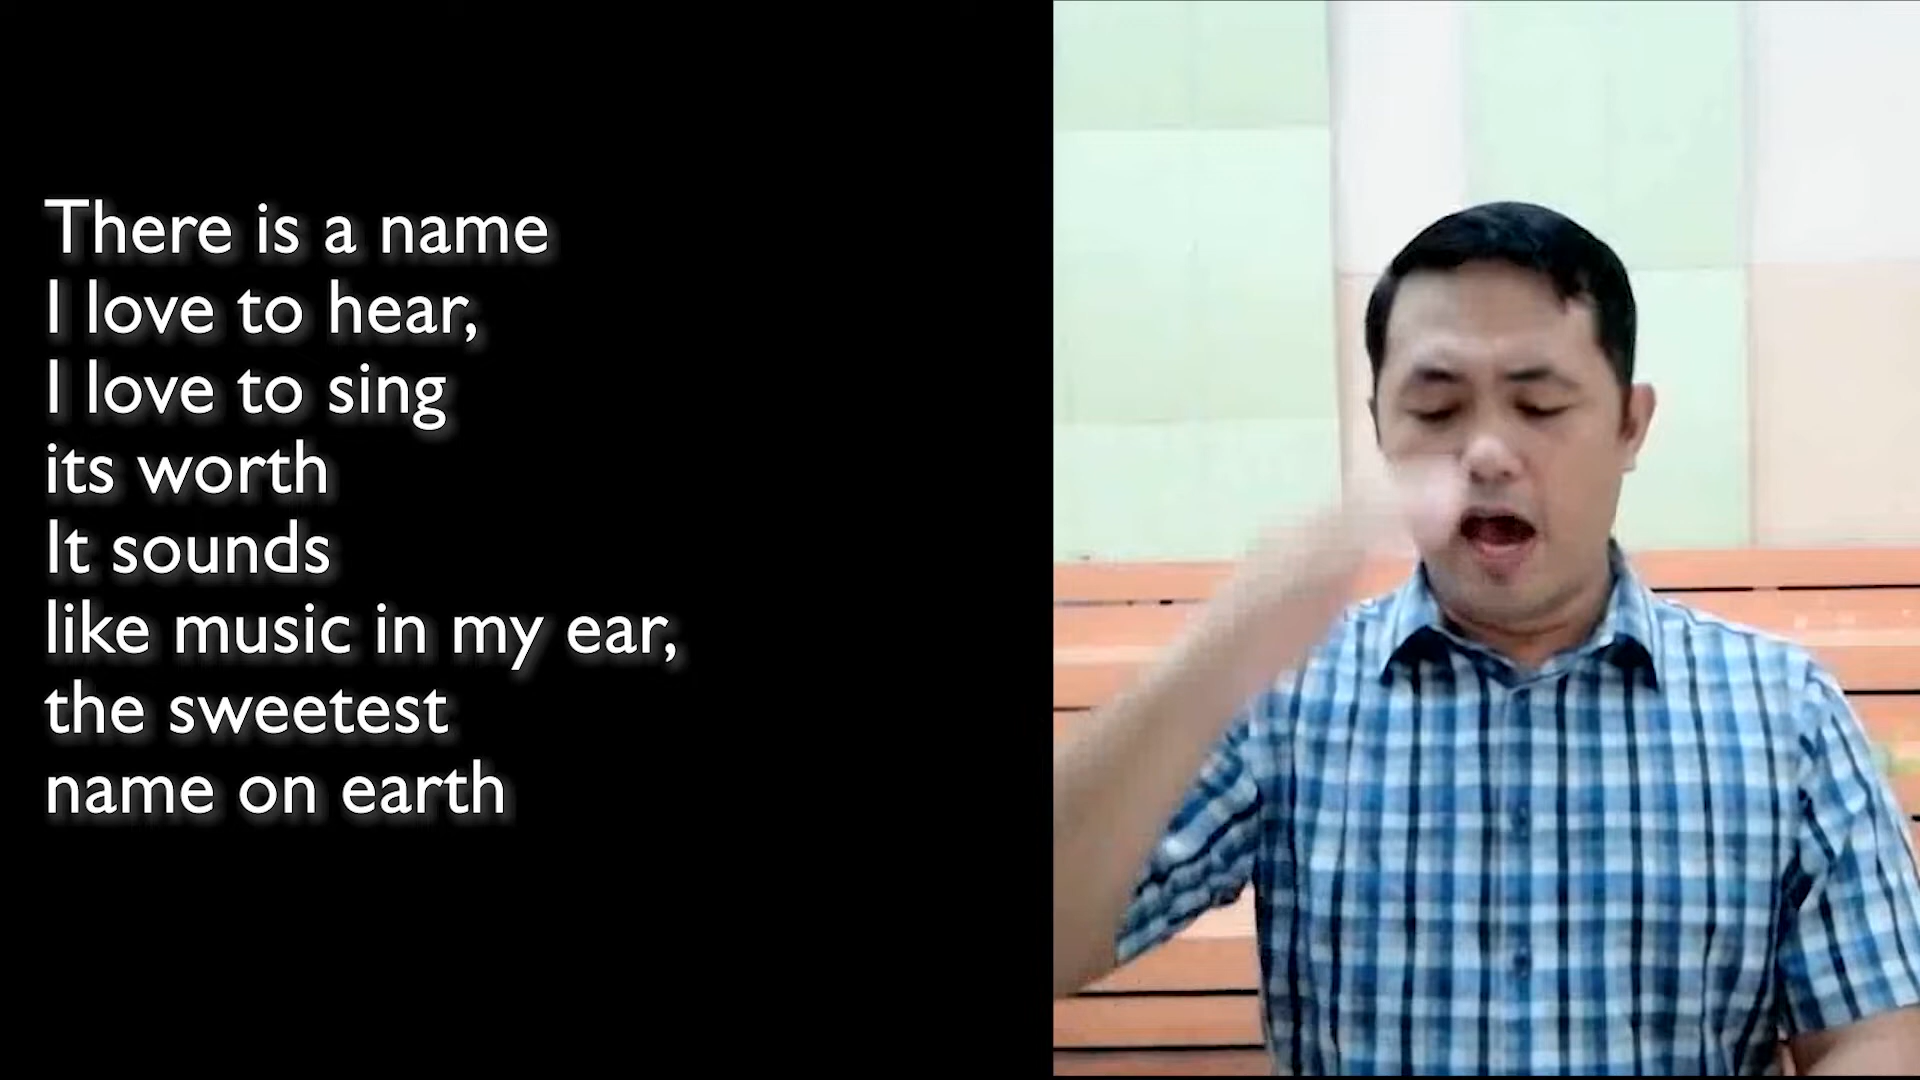 There is a name
I love to hear,
I love to sing
its worth
It sounds
like music in my ear,
the sweetest
name on earth